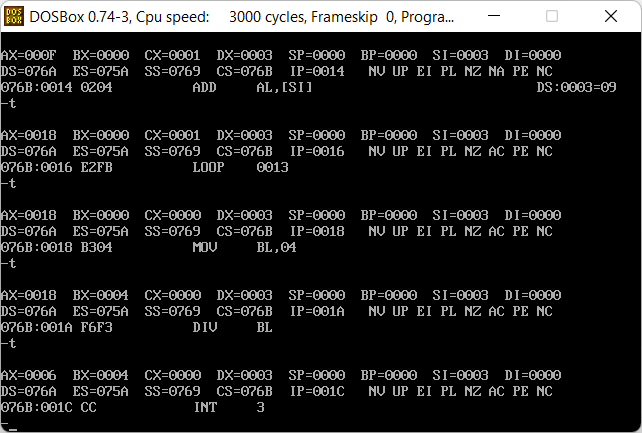 DOS BOX
DOSBox 0.74-3, Cpu speed: 3000 cycles, Frameskip 0, Progra...
AX=000F BX=0000 CX=0001 DX=0003 SP=0000 BP=0000 SI=0003 DI=0000
DS=076A ES=075A SS=0769 CS=076B IP=0014 NV UP EI PL NZ NA PE NC
076B:0014 0204 ADD AL,[SI] DS:0003=09
-t
AX=0018 BX=0000 CX=0001 DX=0003 SP=0000 BP=0000 SI=0003 DI=0000
DS=076A ES=075A SS=0769 CS=076B IP=0016 NV UP EI PL NZ AC PE NC
076B:0016 E2FB LOOP 0013
-t
AX=0018 BX=0000 CX=0000 DX=0003 SP=0000 BP=0000 SI=0003 DI=0000
DS=076A ES=075A SS=0769 CS=076B IP=0018 NV UP EI PL NZ AC PE NC
076B:0018 B304 MOV BL,04
-t
AX=0018 BX=0004 CX=0000 DX=0003 SP=0000 BP=0000 SI=0003 DI=0000
DS=076A ES=075A SS=0769 CS=076B IP=001A NV UP EI PL NZ AC PE NC
076B:001A F6F3 DIV BL
-t
AX=0006 BX=0004 CX=0000 DX=0003 SP=0000 BP=0000 SI=0003 DI=0000
DS=076A ES=075A SS=0769 CS=076B IP=001C NV UP EI PL NZ AC PE NC
076B:001C CC INT 3
-_